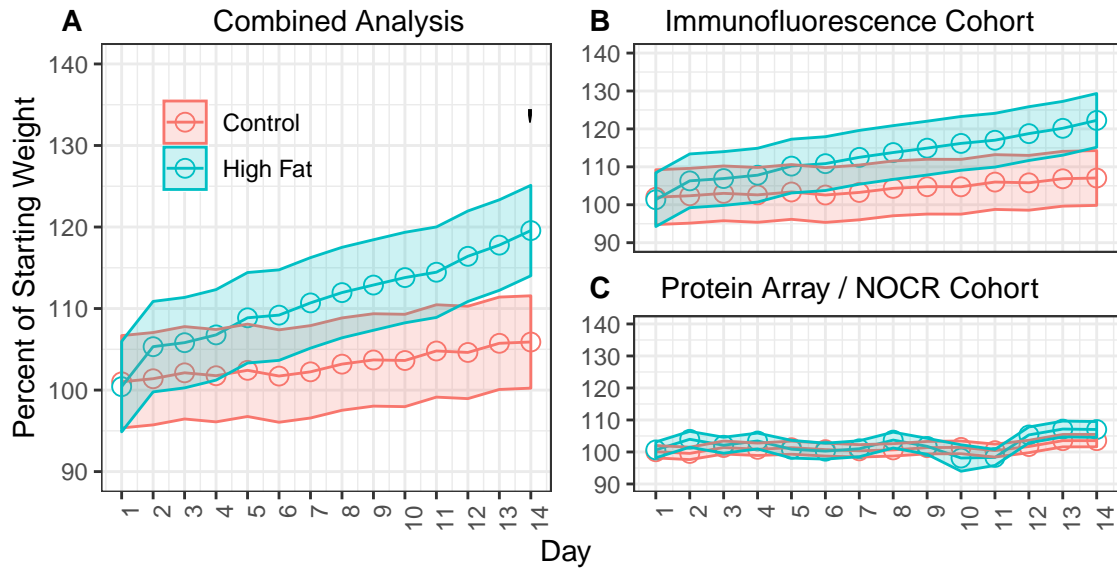 A Combined Analysis
Percent of Starting Weight
140
130
120
110
100
90
Control
High Fat
'
1 2 3 4 5 6 7 8 9 10 11 12 13 14
B Immunofluorescence Cohort
140
130
120
110
100
90
C Protein Array / NOCR Cohort
140
130
120
110
100
90
1 2 3 4 5 6 7 8 9 10 11 12 13 14
Day